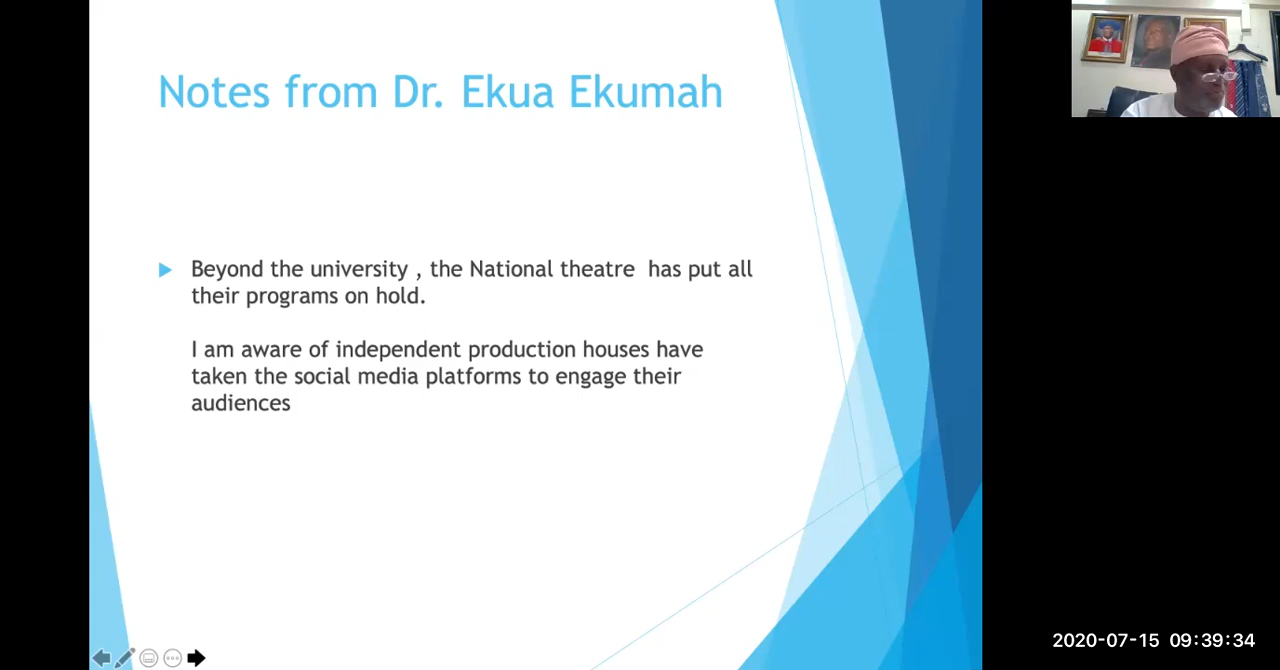 Notes from Dr. Ekua Ekumah
Beyond the university , the National theatre has put all
their programs on hold.
I am aware of independent production houses have
taken the social media platforms to engage their
audiences
2020-07-15 09:39:34